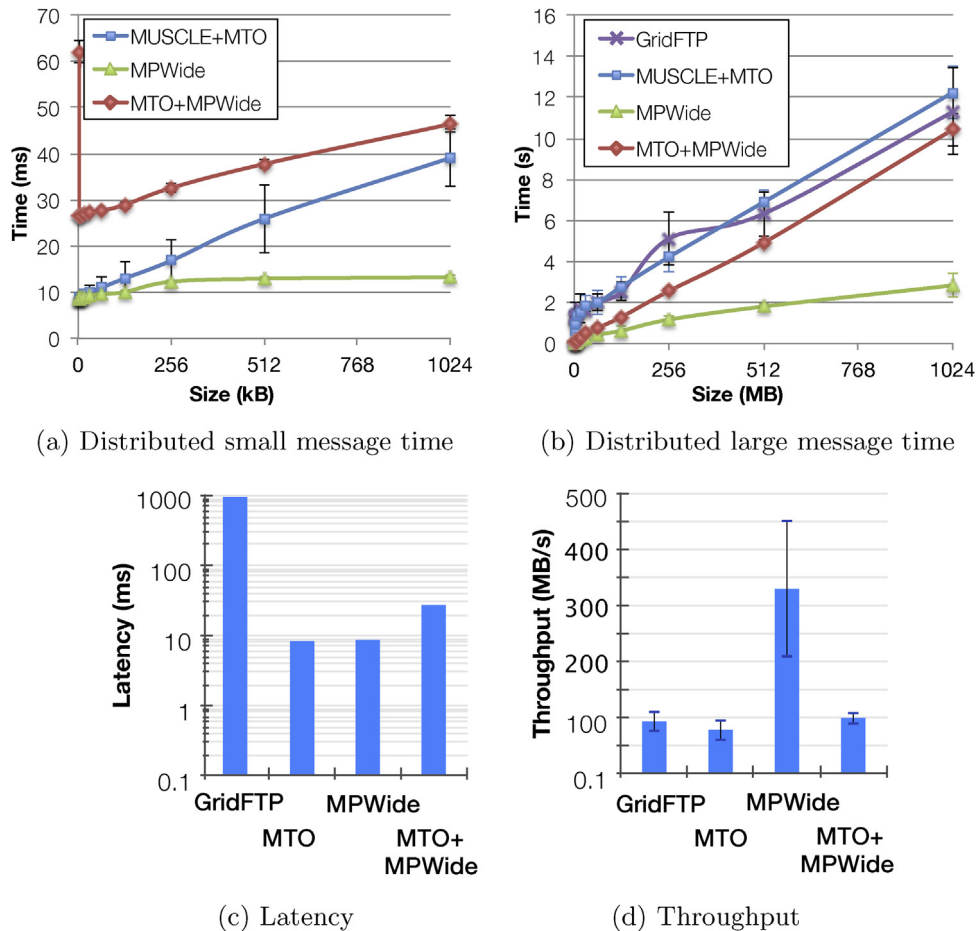 70
60
50
40
30
20
10
0
Time (ms)
MUSCLE+MTO
MPWide
MTO+MPWide
0 256 512 768 1024
Size (kB)
(a) Distributed small message time
16
14
12
10
8
6
4
2
0
Time (s)
GridFTP
MUSCLE+MTO
MPWide
MTO+MPWide
0 256 512 768 1024
Size (MB)
(b) Distributed large message time
1000
100
10
1
0.1
Latency (ms)
GridFTP MPWide
MTO MTO+
MPWide
(c) Latency
500
400
300
200
100
0.1
Throughput (MB/s)
GridFTP MPWide
MTO MTO+
MPWide
(d) Throughput